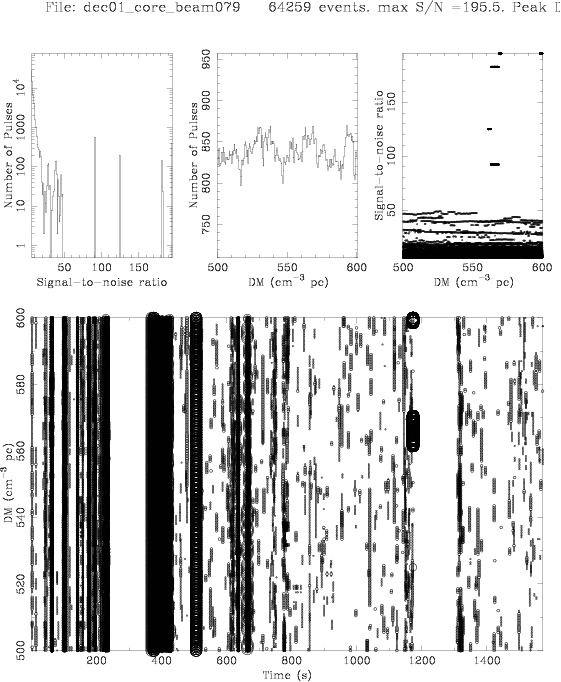 File: dec01_core_beam079 64259 events. max S/N =195.5. Peak D
10⁴ 1000 100 10 1
Number of Pulses
50 100 150
Signal-to-noise ratio
950 900 850 800 750
Number of Pulses
500 550 600
DM (cm⁻³ pc)
150 100 50
Signal-to-noise ratio
500 550 600
DM (cm⁻³ pc)
600 580 560 540 520 500
DM (cm⁻³ pc)
200 400 600 800 1000 1200 1400
Time (s)